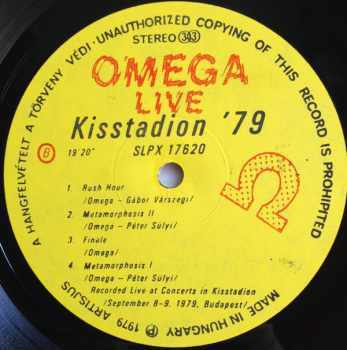 A HANGFELVÉTELT A TÖRVÉNY VÉDI · UNAUTHORIZED COPYING OF THIS RECORD IS PROHIBITED
STEREO 343
OMEGA
LIVE
Kisstadion '79
B 19'20" SLPX 17620
1 Rush Hour
/Omega - Gábor Várszegi/
2 Metamorphosis II
/Omega - Péter Sülyi/
3 Finale
/Omega/
4 Metamorphosis I
/Omega - Péter Sülyi/
Recorded Live at Concerts in Kisstadion
/September 8-9, 1979, Budapest/
Ω
MADE IN HUNGARY Ⓟ 1979 ARTISJUS